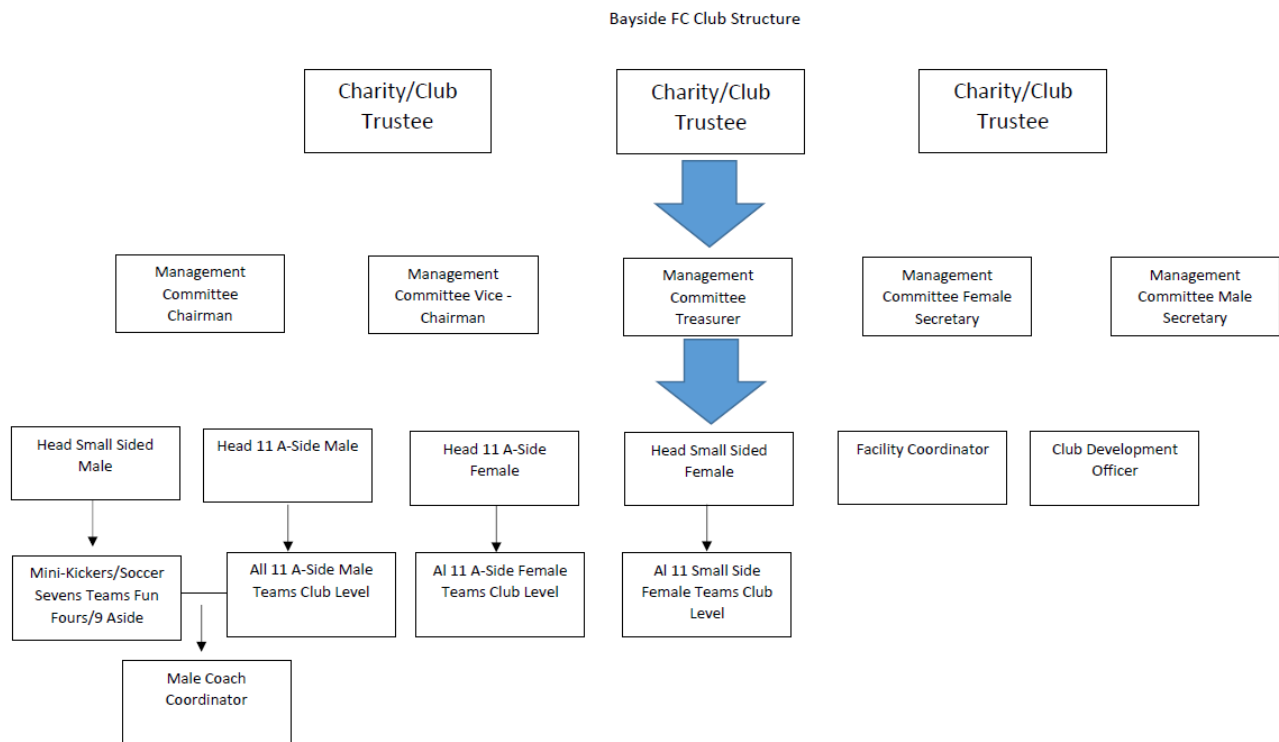 Bayside FC Club Structure
Charity/Club
Trustee
Charity/Club
Trustee
Charity/Club
Trustee
Management
Committee
Chairman
Management
Committee Vice -
Chairman
Management
Committee
Treasurer
Management
Committee Female
Secretary
Management
Committee Male
Secretary
Head Small Sided
Male
Head 11 A-Side Male
Head 11 A-Side
Female
Head Small Sided
Female
Facility Coordinator
Club Development
Officer
Mini-Kickers/Soccer
Sevens Teams Fun
Fours/9 Aside
All 11 A-Side Male
Teams Club Level
Al 11 A-Side Female
Teams Club Level
Al 11 Small Side
Female Teams Club
Level
Male Coach
Coordinator